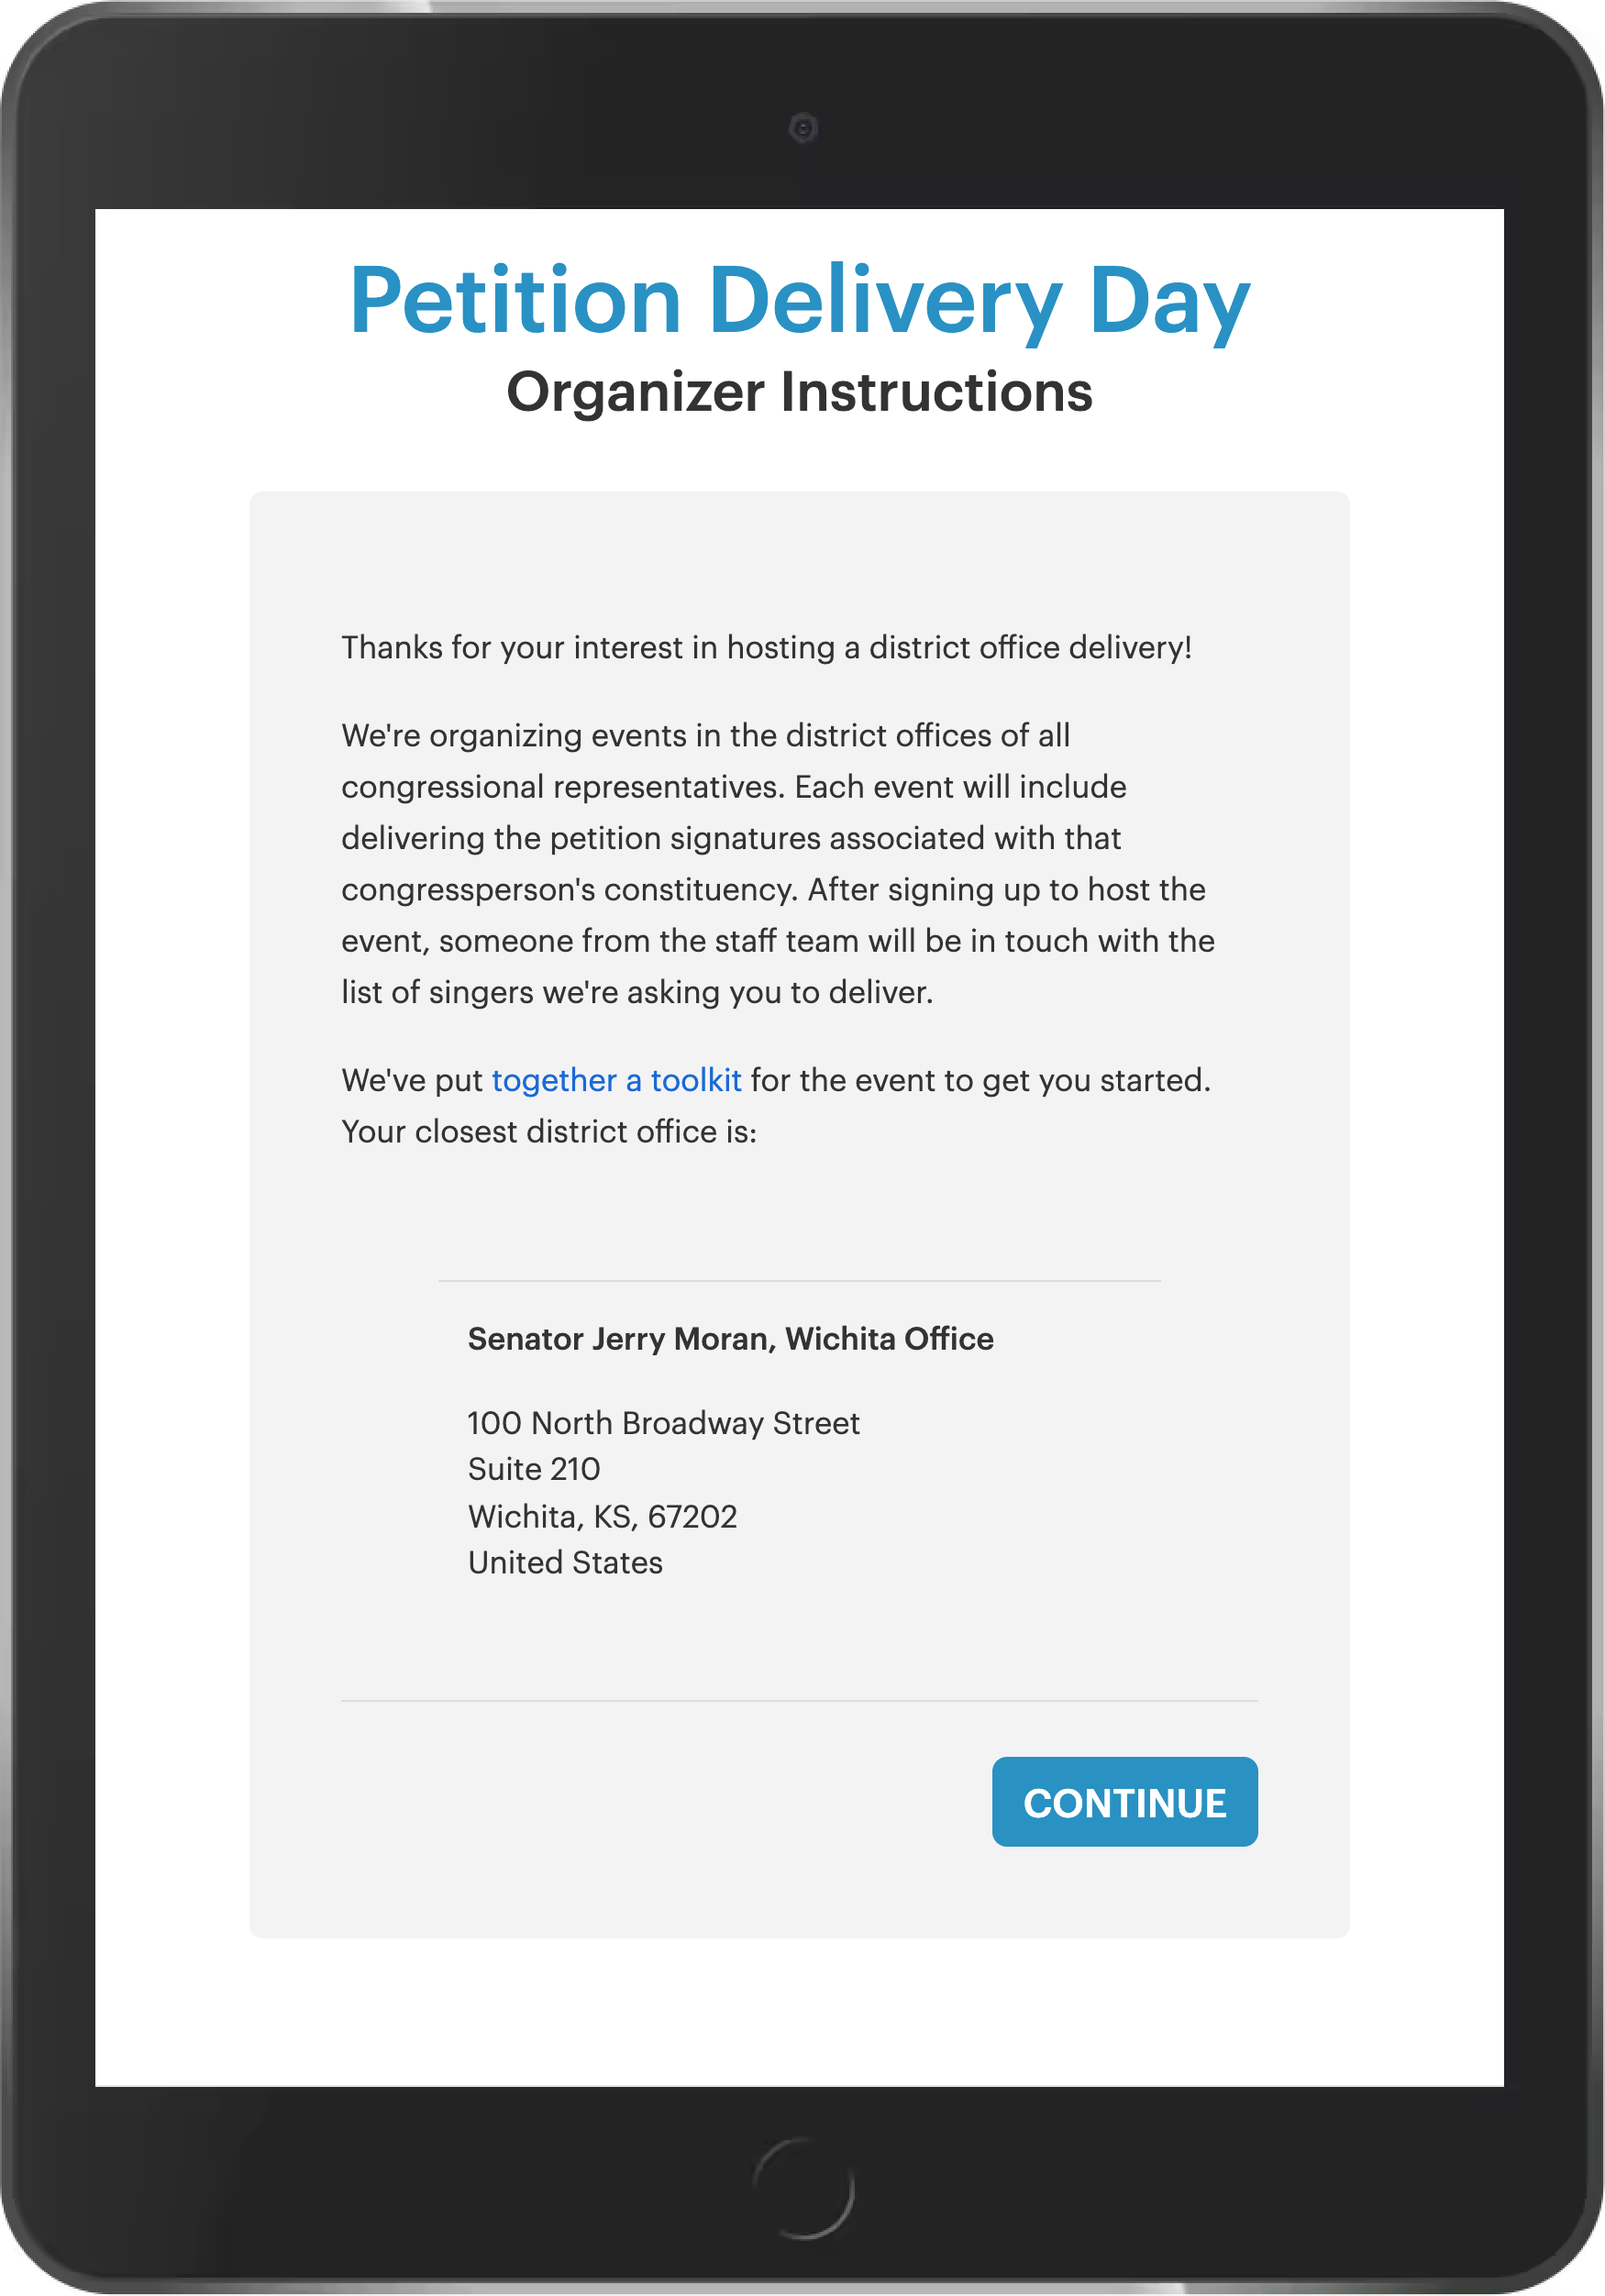 Petition Delivery Day
Organizer Instructions
Thanks for your interest in hosting a district office delivery!
We're organizing events in the district offices of all
congressional representatives. Each event will include
delivering the petition signatures associated with that
congressperson's constituency. After signing up to host the
event, someone from the staff team will be in touch with the
list of singers we're asking you to deliver.
We've put together a toolkit for the event to get you started.
Your closest district office is:
Senator Jerry Moran, Wichita Office
100 North Broadway Street
Suite 210
Wichita, KS, 67202
United States
CONTINUE